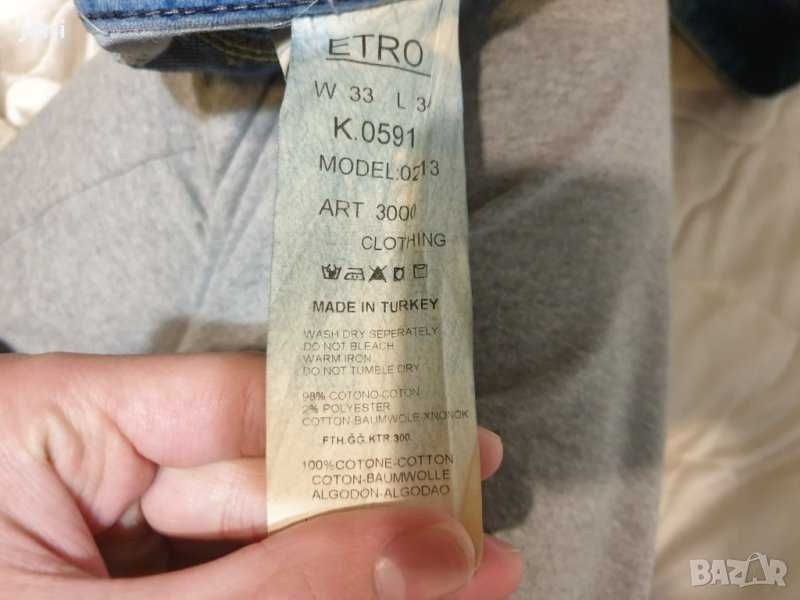 Jeni
ETRO
W 33 L 34
K.0591
MODEL:0213
ART 3000
CLOTHING
MADE IN TURKEY
WASH DRY SEPERATELY
DO NOT BLEACH
WARM IRON
DO NOT TUMBLE DRY
98% COTONO-COTON
2% POLYESTER
COTTON-BAUMWOLE-XNONOK
FTH.GG.KTR 300.
100%COTONE-COTTON
COTON-BAUMWOLLE
ALGODON-ALGODAO
BAZAR